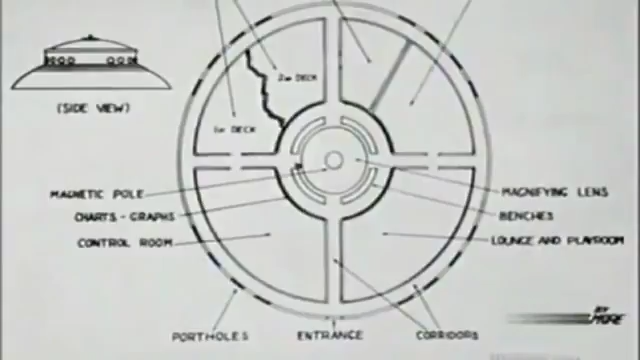 (SIDE VIEW)
2ND DECK
1ST DECK
MAGNETIC POLE
MAGNIFYING LENS
CHARTS - GRAPHS
BENCHES
CONTROL ROOM
LOUNGE AND PLAYROOM
PORTHOLES
ENTRANCE
CORRIDORS